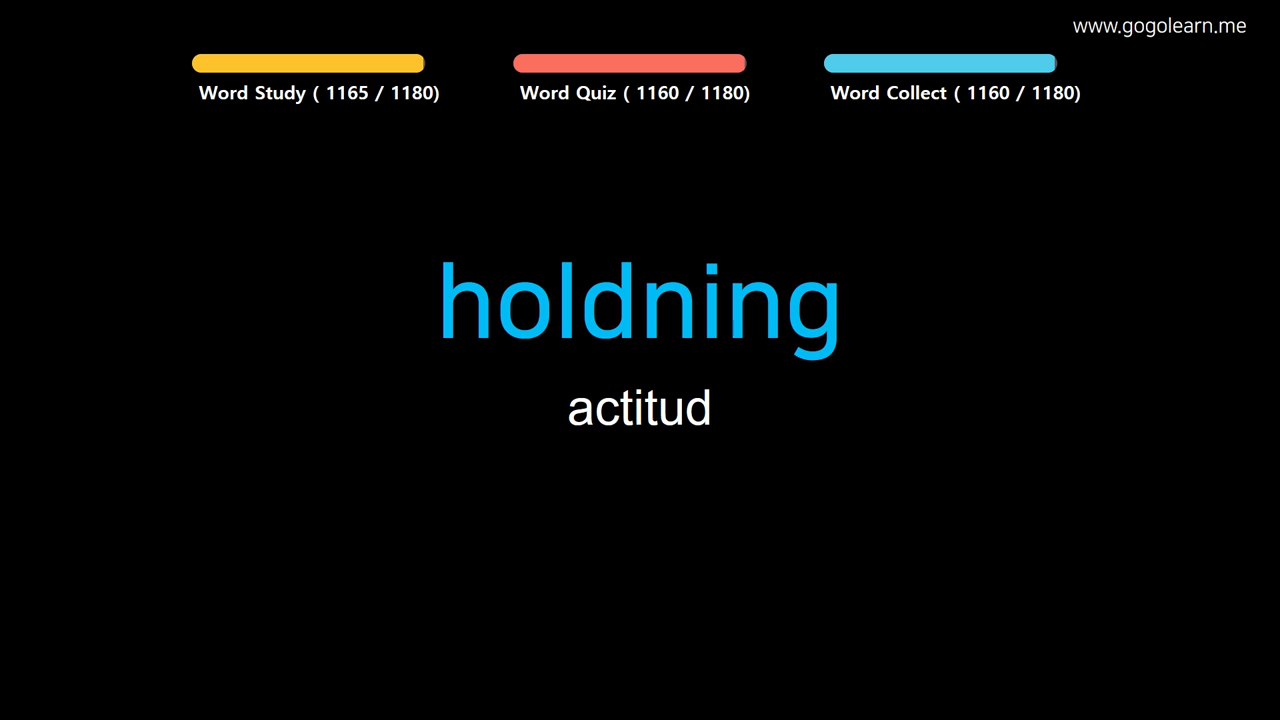 www.gogolearn.me
Word Study ( 1165 / 1180)
Word Quiz ( 1160 / 1180)
Word Collect ( 1160 / 1180)
holdning
actitud